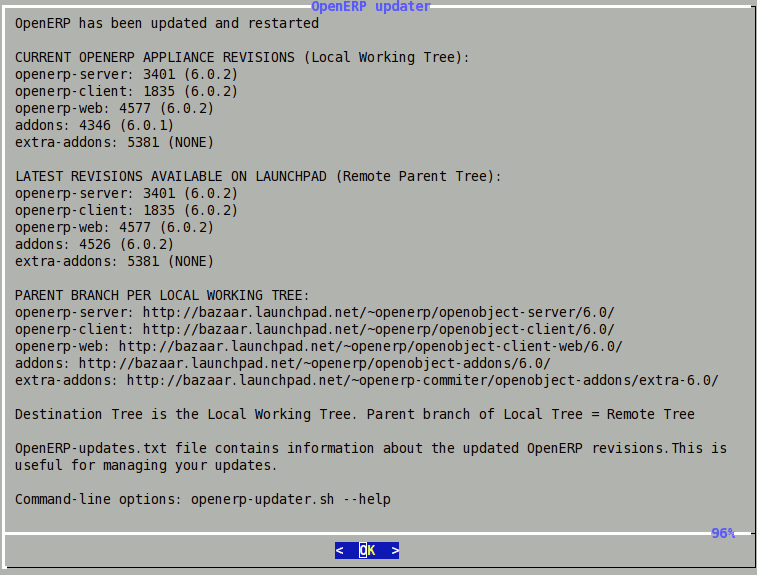 OpenERP updater
OpenERP has been updated and restarted
CURRENT OPENERP APPLIANCE REVISIONS (Local Working Tree):
openerp-server: 3401 (6.0.2)
openerp-client: 1835 (6.0.2)
openerp-web: 4577 (6.0.2)
addons: 4346 (6.0.1)
extra-addons: 5381 (NONE)
LATEST REVISIONS AVAILABLE ON LAUNCHPAD (Remote Parent Tree):
openerp-server: 3401 (6.0.2)
openerp-client: 1835 (6.0.2)
openerp-web: 4577 (6.0.2)
addons: 4526 (6.0.2)
extra-addons: 5381 (NONE)
PARENT BRANCH PER LOCAL WORKING TREE:
openerp-server: http://bazaar.launchpad.net/~openerp/openobject-server/6.0/
openerp-client: http://bazaar.launchpad.net/~openerp/openobject-client/6.0/
openerp-web: http://bazaar.launchpad.net/~openerp/openobject-client-web/6.0/
addons: http://bazaar.launchpad.net/~openerp/openobject-addons/6.0/
extra-addons: http://bazaar.launchpad.net/~openerp-commiter/openobject-addons/extra-6.0/
Destination Tree is the Local Working Tree. Parent branch of Local Tree = Remote Tree
OpenERP-updates.txt file contains information about the updated OpenERP revisions.This is
useful for managing your updates.
Command-line options: openerp-updater.sh --help
96%
<  OK  >